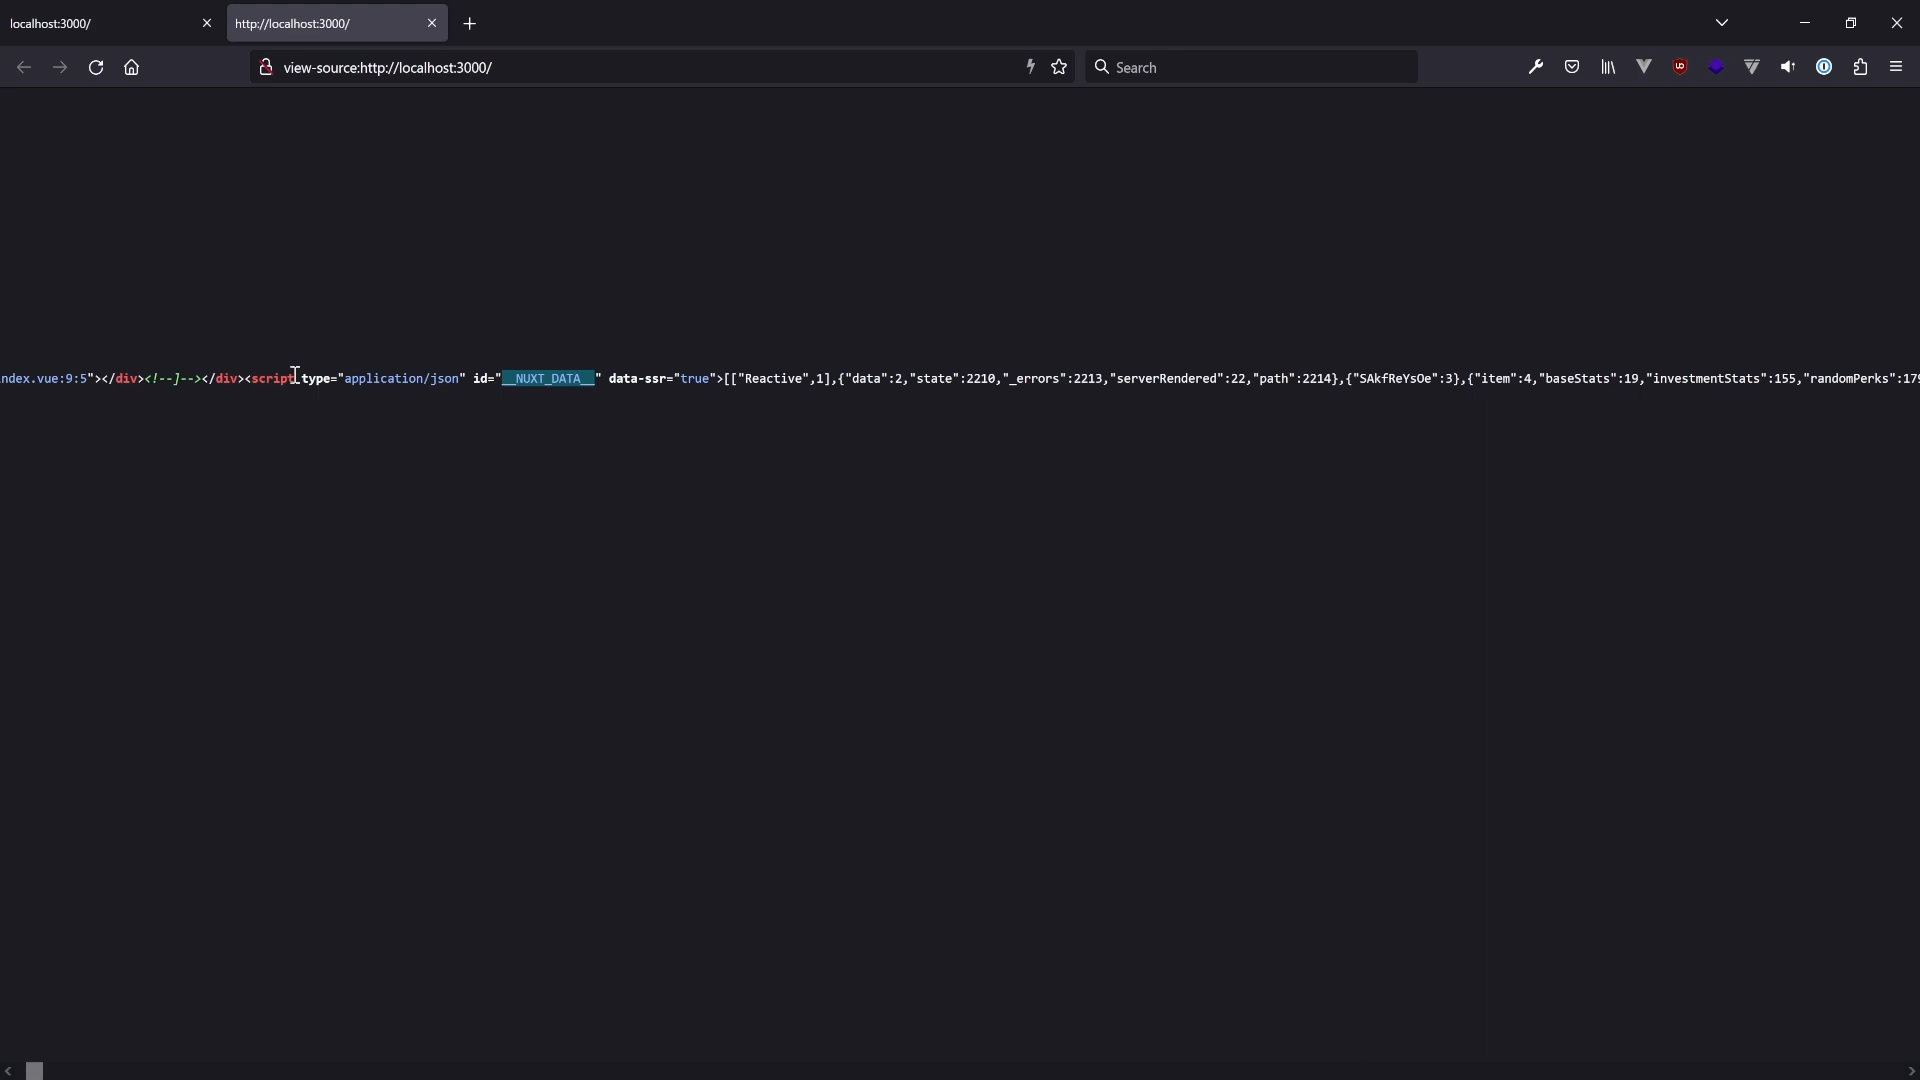 localhost:3000/
http://localhost:3000/
view-source:http://localhost:3000/
Search
ndex.vue:9:5"></div><!--]--></div><script type="application/json" id="__NUXT_DATA__" data-ssr="true">[["Reactive",1],{"data":2,"state":2210,"_errors":2213,"serverRendered":22,"path":2214},{"SAkfReYsOe":3},{"item":4,"baseStats":19,"investmentStats":155,"randomPerks":179